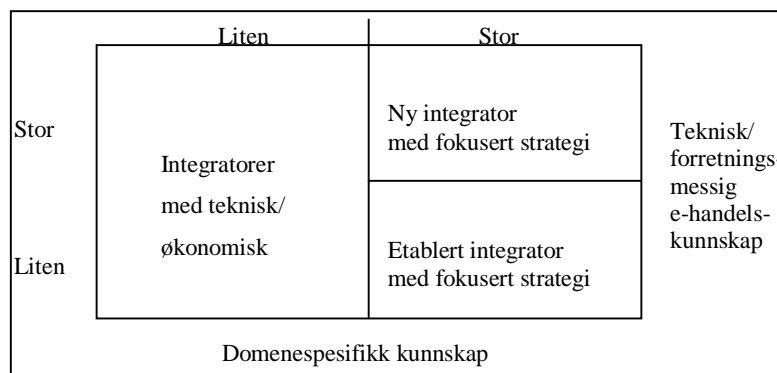 Liten
Stor
Stor
Liten
Integratorer
med teknisk/
økonomisk
Ny integrator
med fokusert strategi
Etablert integrator
med fokusert strategi
Teknisk/
forretnings-
messig
e-handels-
kunnskap
Domenespesifikk kunnskap